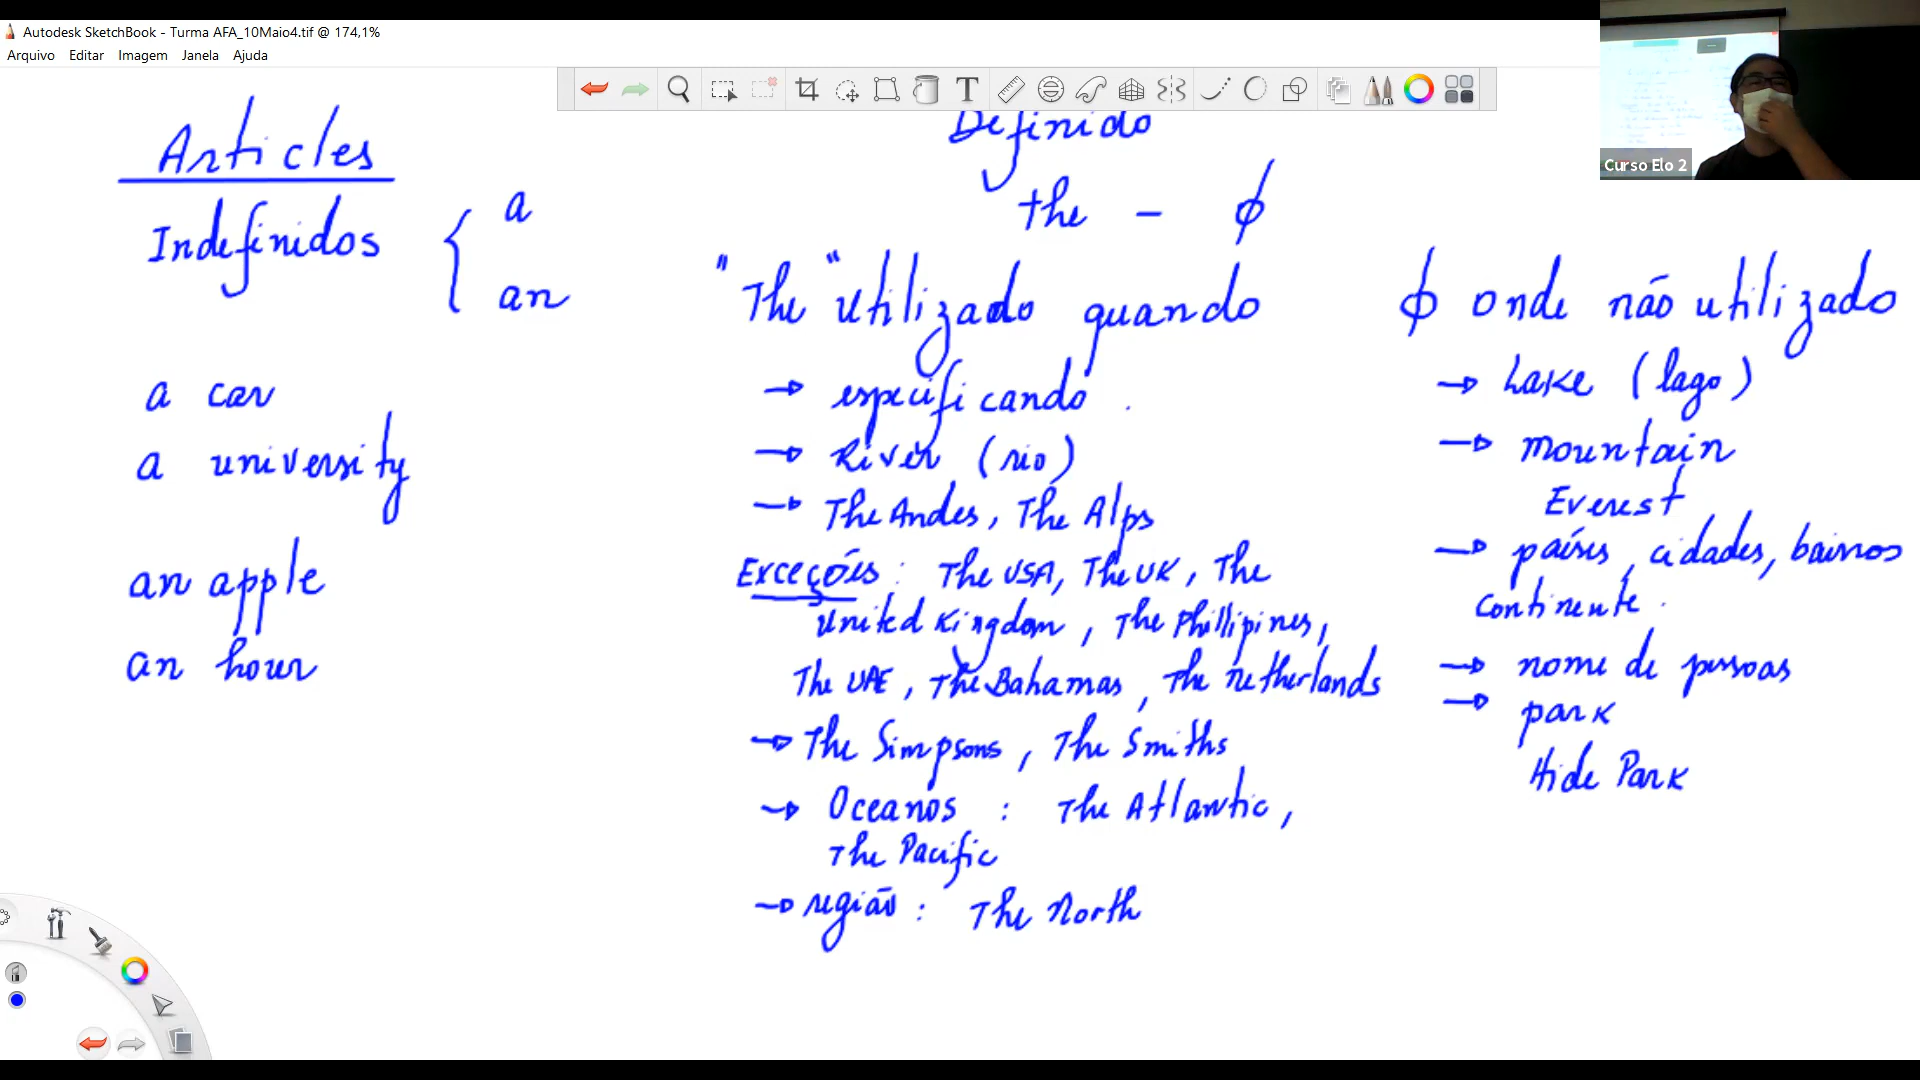 Autodesk SketchBook - Turma AFA_10Maio4.tif @ 174,1%
Arquivo Editar Imagem Janela Ajuda
Curso Elo 2
Articles
Indefinidos { a
an
a car
a university
an apple
an hour
Definido
the - ϕ
"The" utilizado quando
→ especificando.
→ River (rio)
→ The Andes, The Alps
Exceções: The USA, The UK, The
United Kingdom, The Phillipines,
The UAE, The Bahamas, The Netherlands
→ The Simpsons, The Smiths
→ Oceanos: The Atlantic,
The Pacific
→ região: The North
ϕ onde não utilizado
→ Lake (lago)
→ mountain
Everest
→ países, cidades, bairros
continente.
→ nome de pessoas
→ park
Hide Park